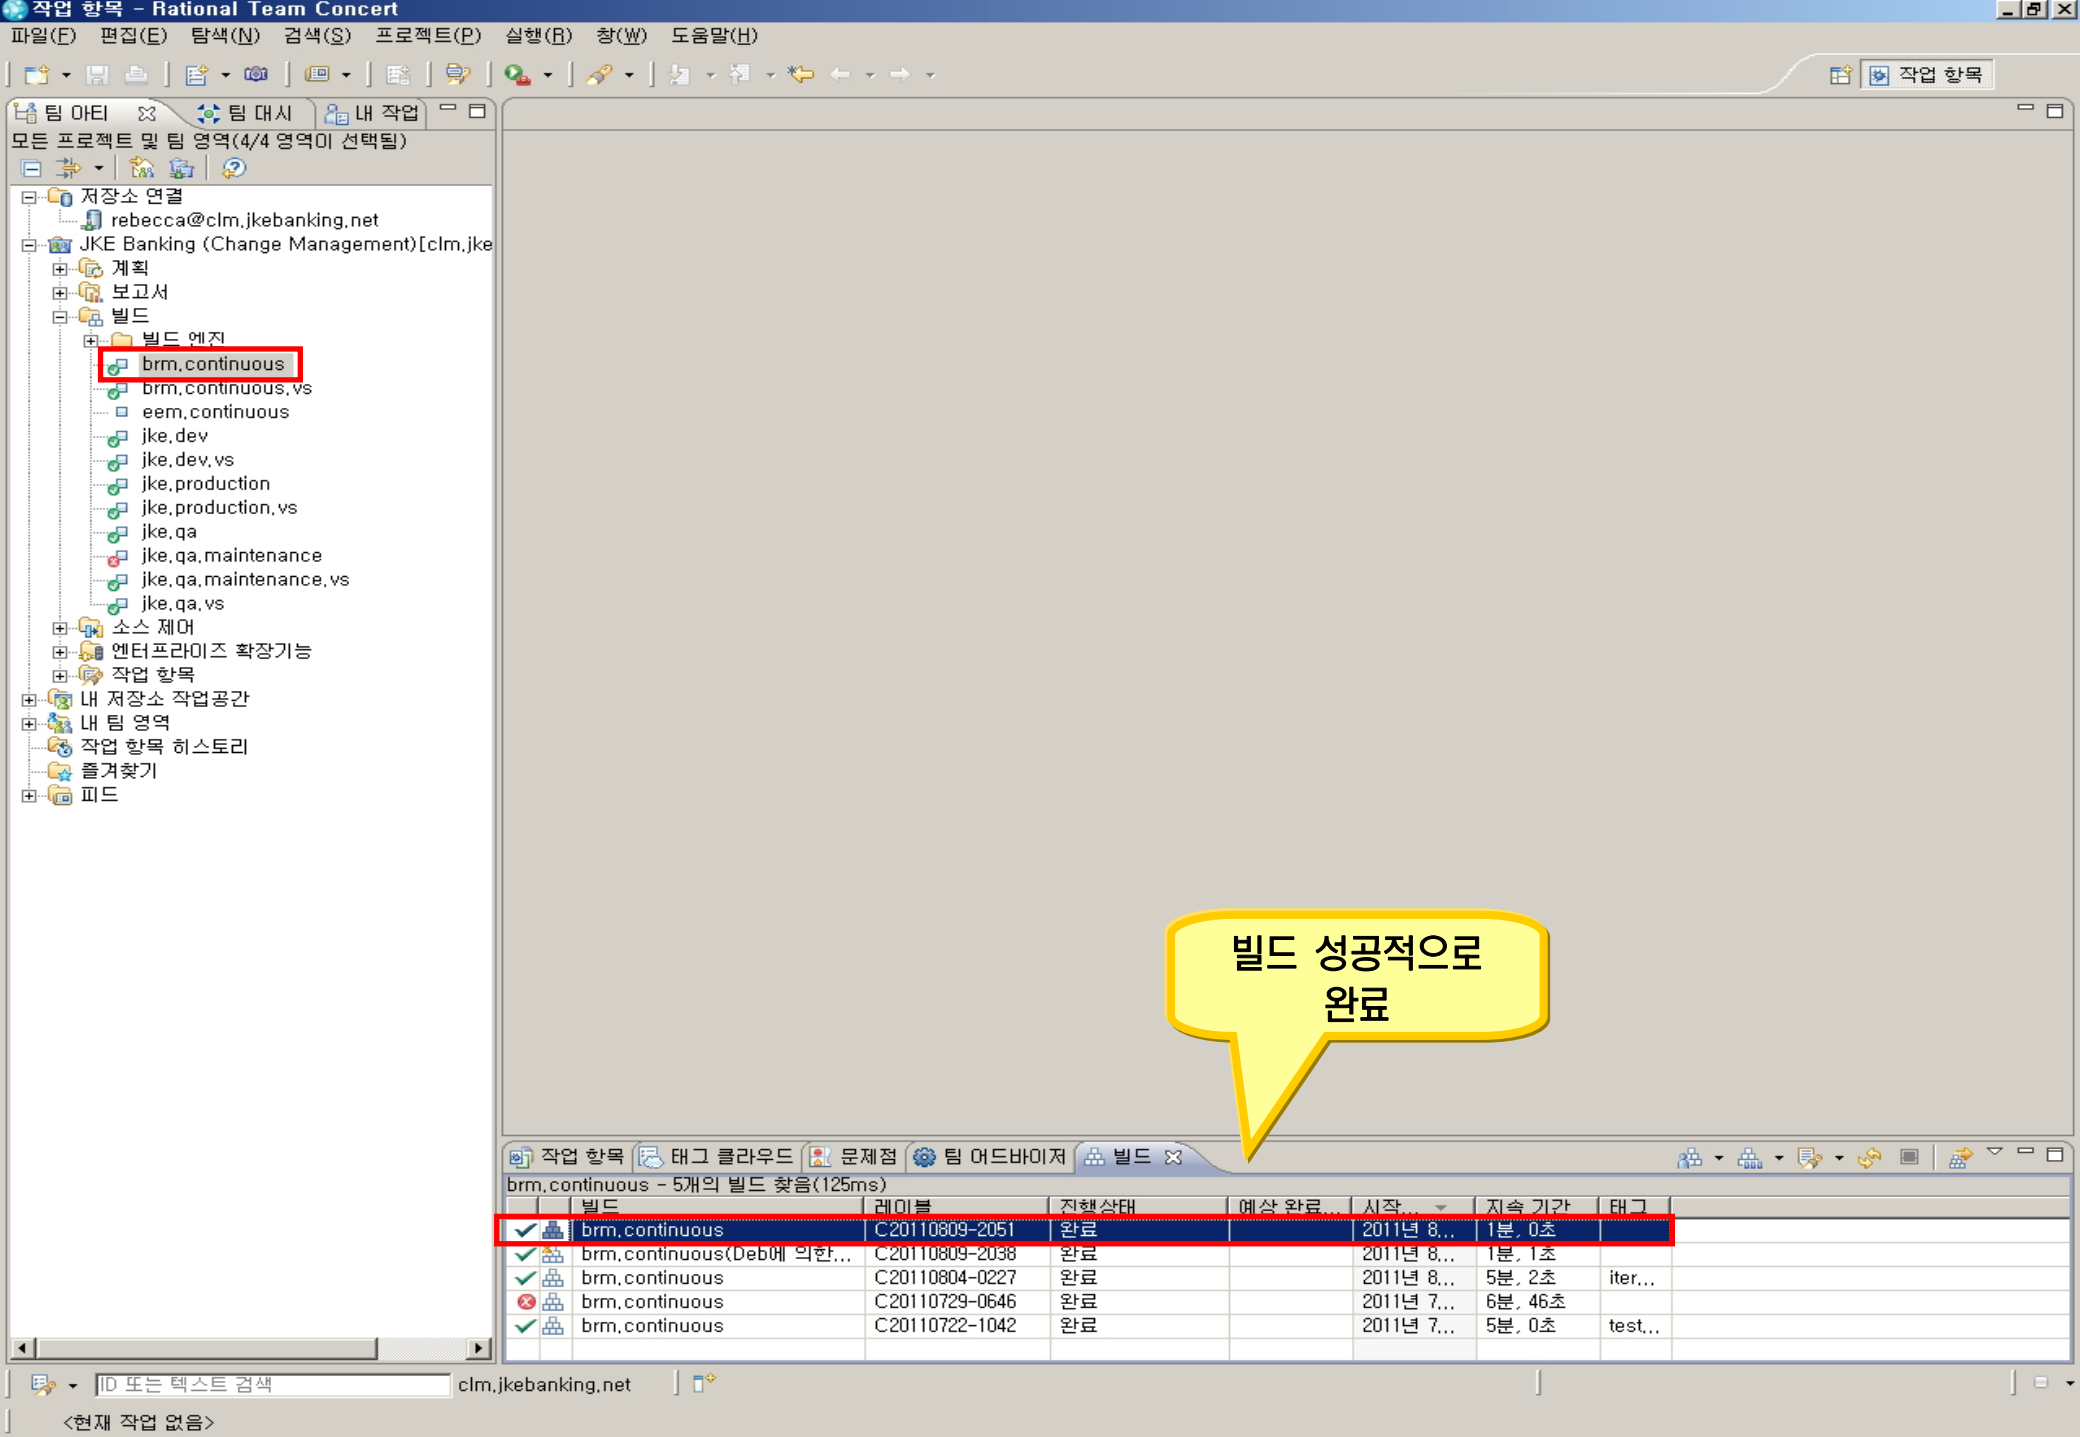 작업 항목 - Rational Team Concert
파일(F) 편집(E) 탐색(N) 검색(S) 프로젝트(P) 실행(R) 창(W) 도움말(H)
작업 항목
팀 아티 팀 대시 내 작업
모든 프로젝트 및 팀 영역(4/4 영역이 선택됨)
저장소 연결
rebecca@clm.jkebanking.net
JKE Banking (Change Management)[clm.jke
계획
보고서
빌드
빌드 엔진
brm.continuous
brm.continuous.vs
eem.continuous
jke.dev
jke.dev.vs
jke.production
jke.production.vs
jke.qa
jke.qa.maintenance
jke.qa.maintenance.vs
jke.qa.vs
소스 제어
엔터프라이즈 확장기능
작업 항목
내 저장소 작업공간
내 팀 영역
작업 항목 히스토리
즐겨찾기
피드
빌드 성공적으로
완료
작업 항목 태그 클라우드 문제점 팀 어드바이저 빌드
brm.continuous - 5개의 빌드 찾음(125ms)
빌드 레이블 진행상태 예상 완료... 시작... 지속 기간 태그
brm.continuous C20110809-2051 완료 2011년 8... 1분, 0초
brm.continuous(Deb에 의한... C20110809-2038 완료 2011년 8... 1분, 1초
brm.continuous C20110804-0227 완료 2011년 8... 5분, 2초 iter...
brm.continuous C20110729-0646 완료 2011년 7... 6분, 46초
brm.continuous C20110722-1042 완료 2011년 7... 5분, 0초 test...
ID 또는 텍스트 검색 clm.jkebanking.net
<현재 작업 없음>